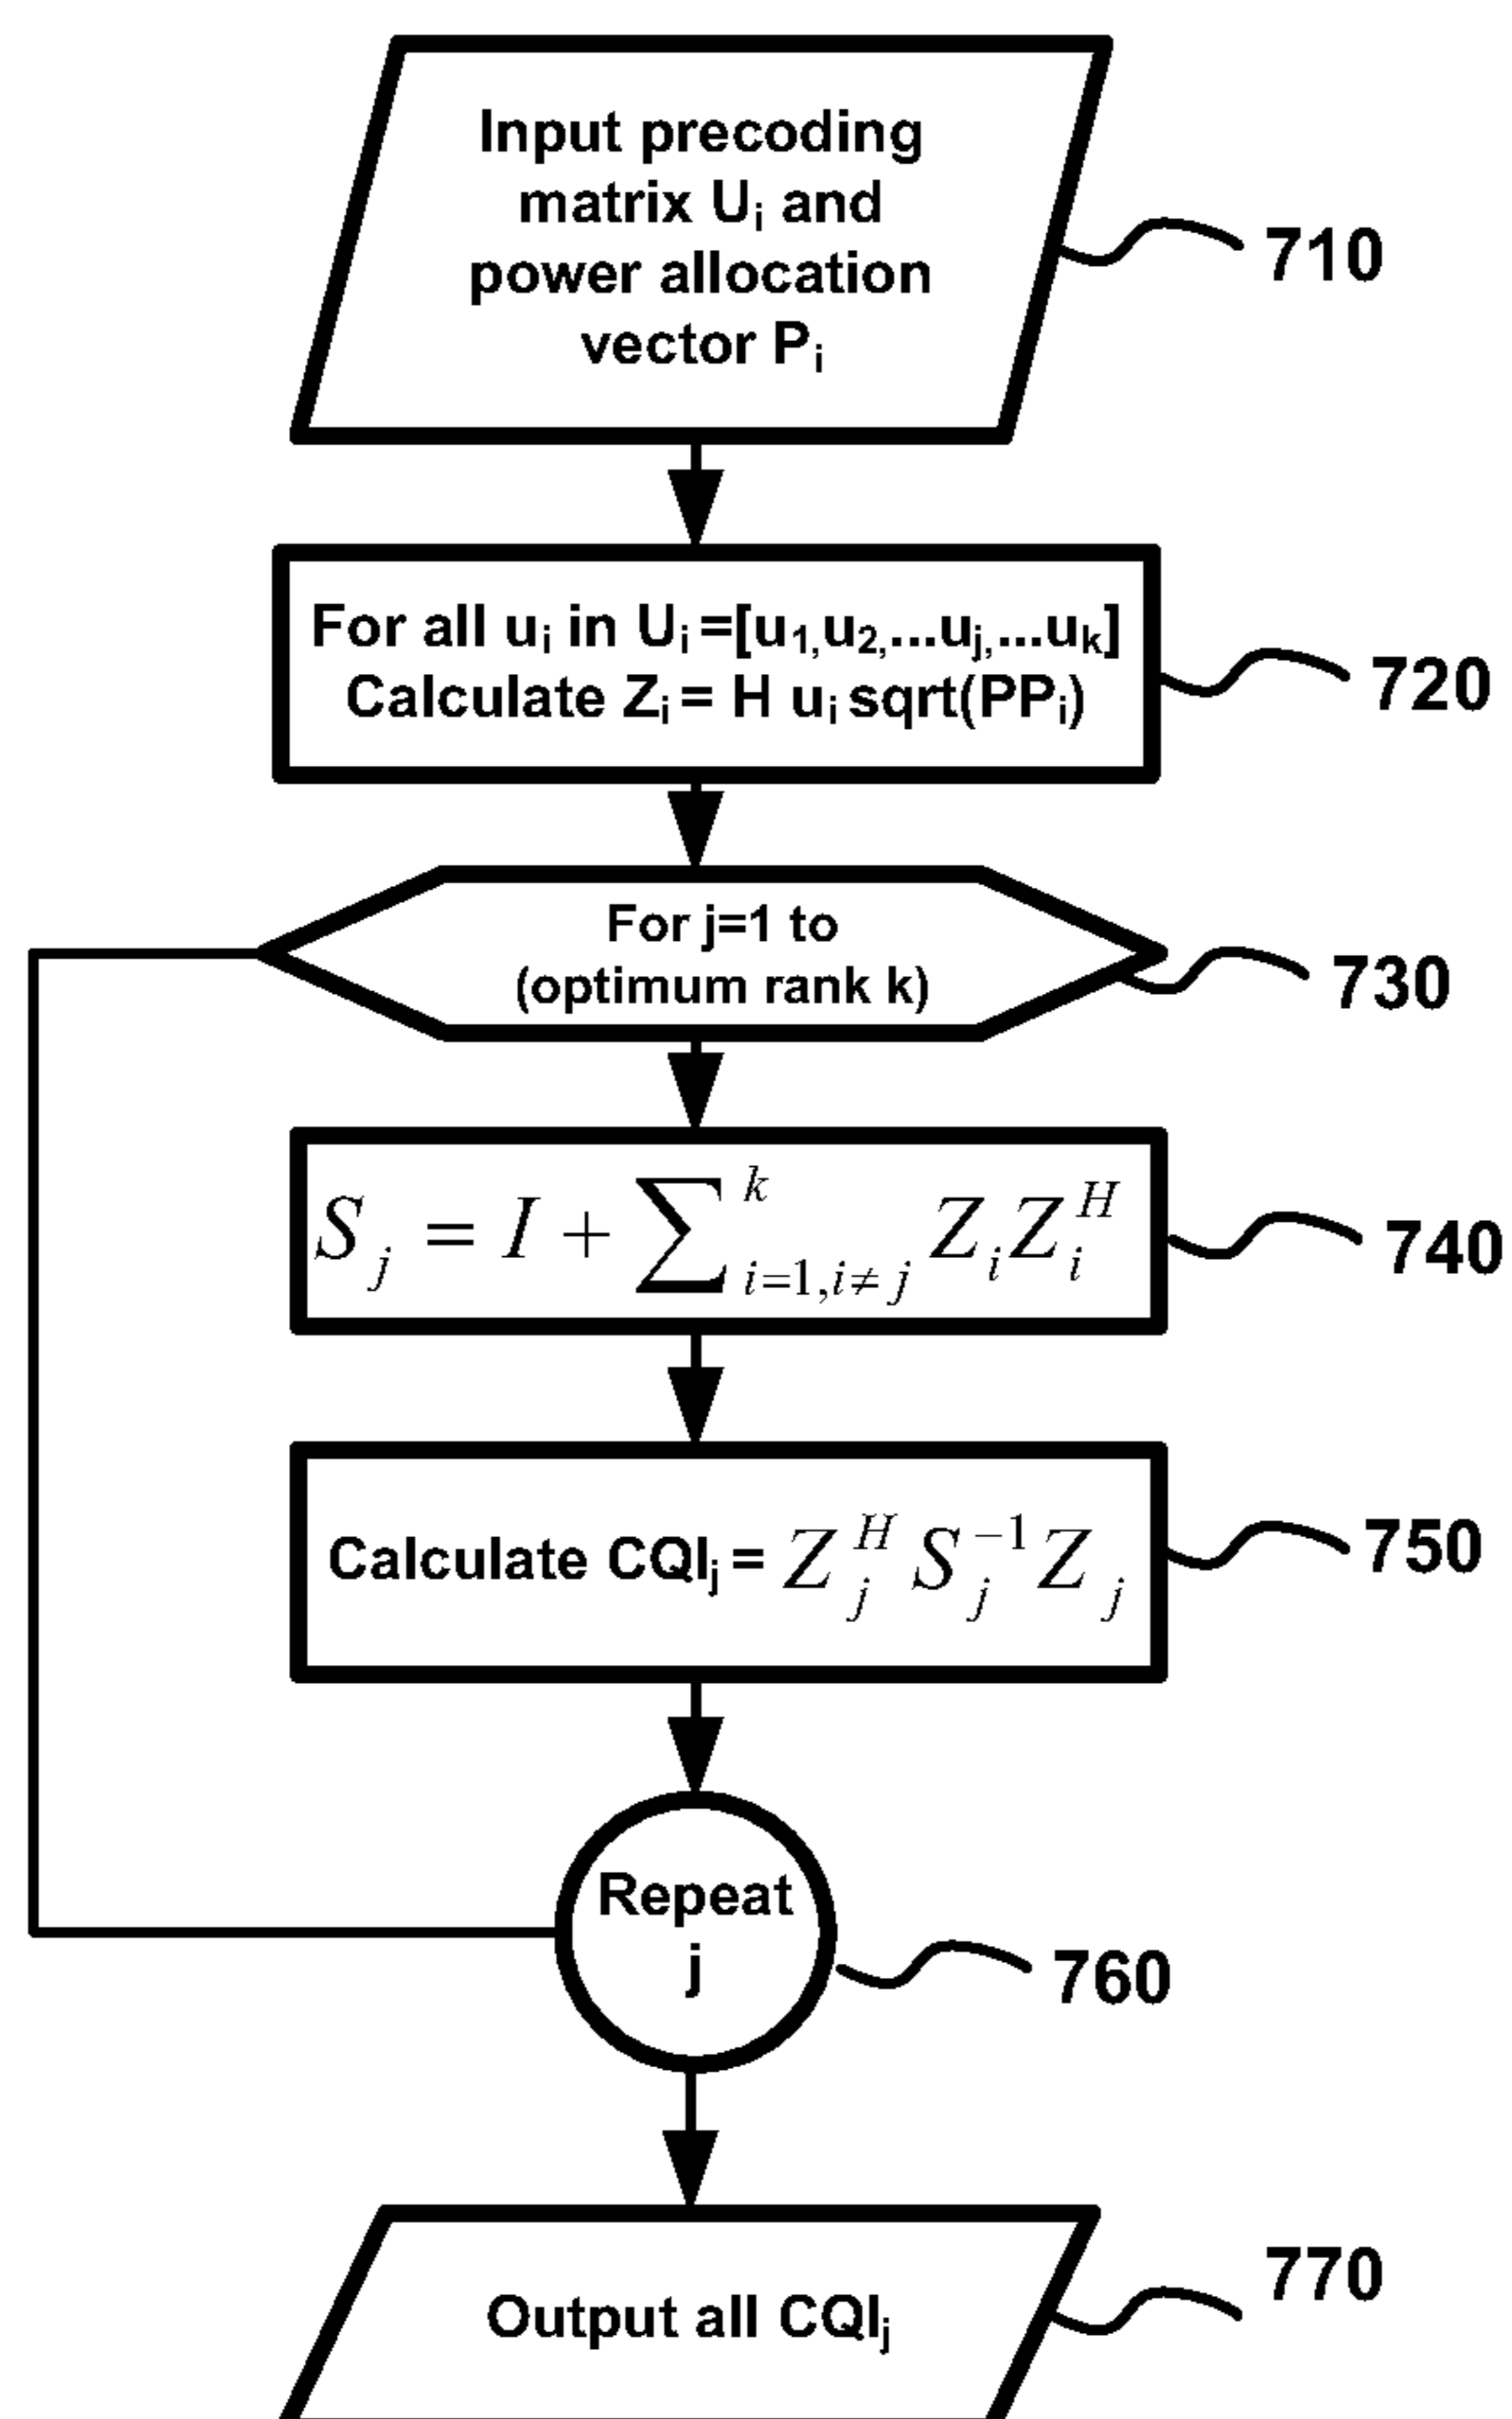 Input precoding
matrix Uᵢ and
power allocation
vector Pᵢ
710
For all uᵢ in Uᵢ =[u₁,u₂,...uⱼ,...uₖ]
Calculate Zᵢ = H uᵢ sqrt(PPᵢ)
720
For j=1 to
(optimum rank k)
730
S_j = I + ∑_{i=1,i≠j}^{k} Z_i Z_i^H
740
Calculate CQIⱼ = Z_j^H S_j^{-1} Z_j
750
Repeat
j
760
Output all CQIⱼ
770